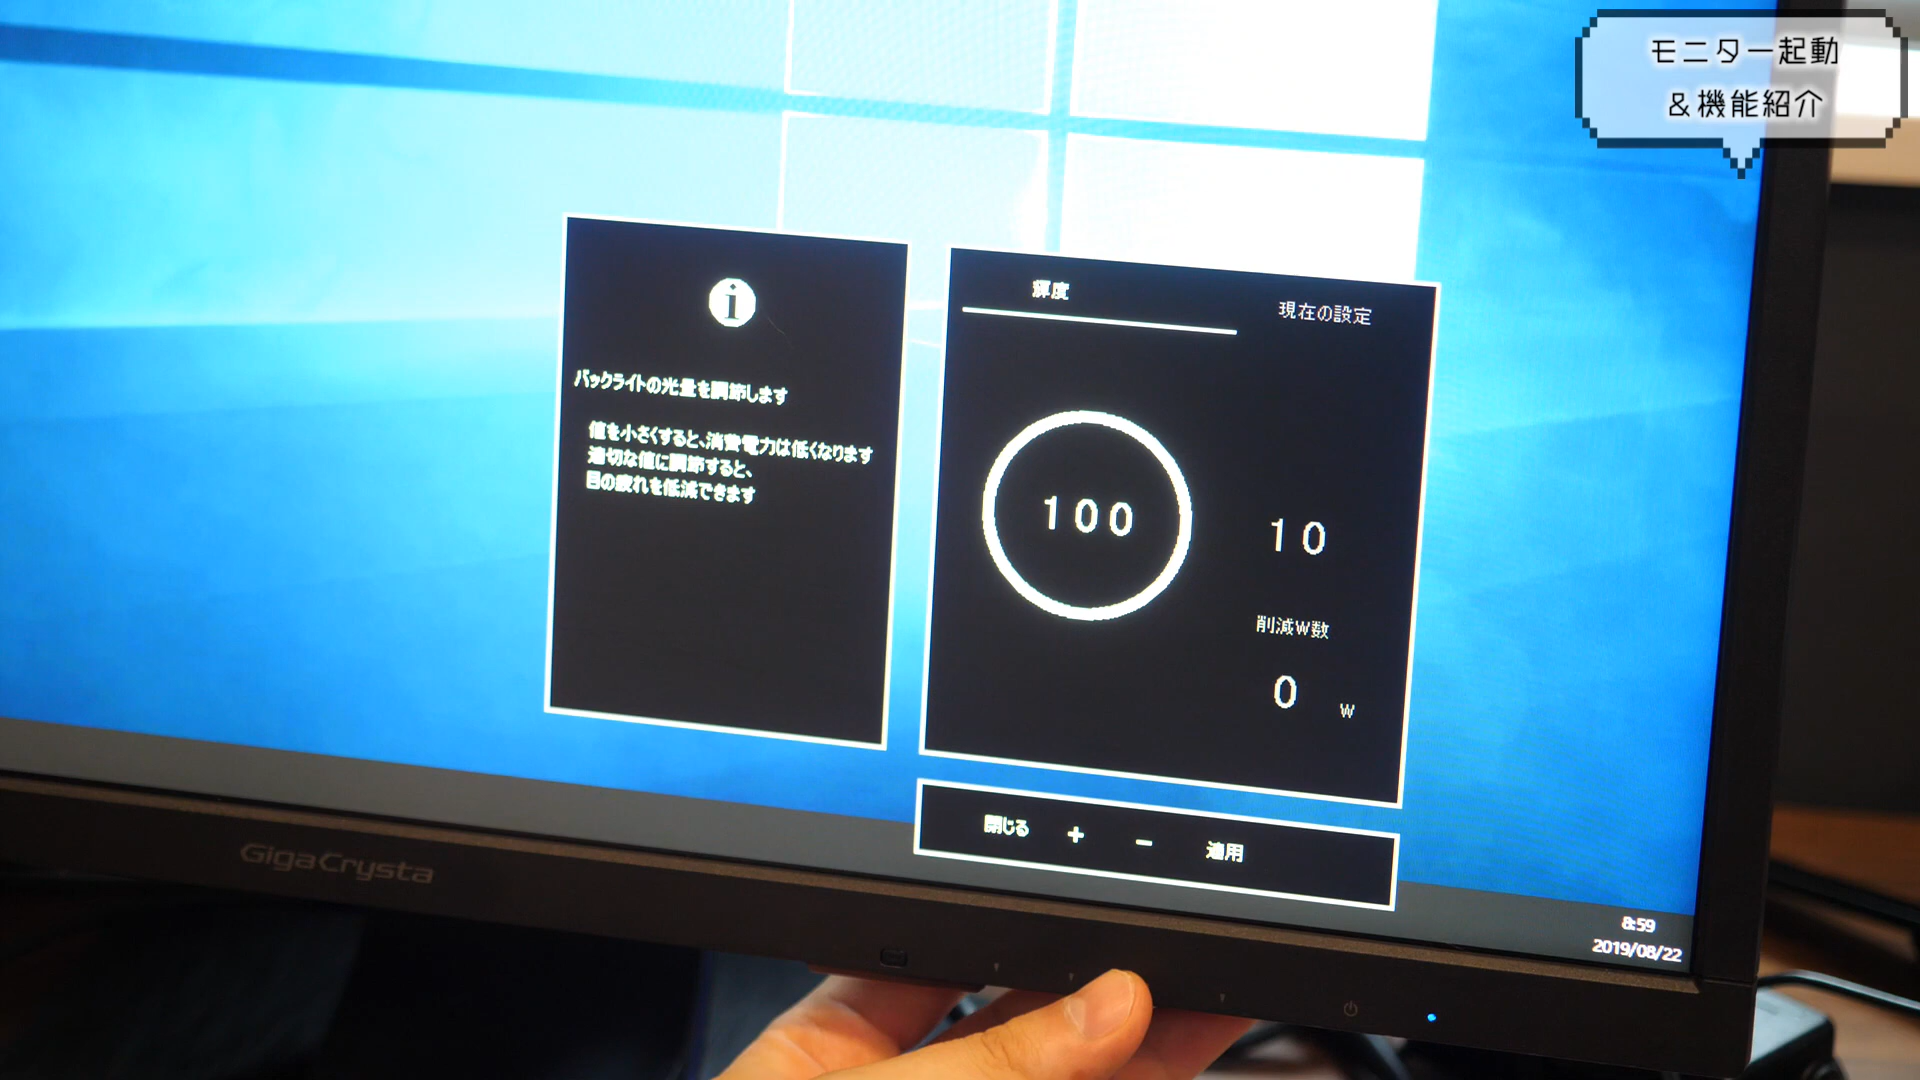 モニター起動
&機能紹介
バックライトの光量を調節します
値を小さくすると、消費電力は低くなります
適切な値に調節すると、
目の疲れを低減できます
輝度
現在の設定
100
10
削減W数
0 W
閉じる + - 適用
8:59
2019/08/22
GigaCrysta